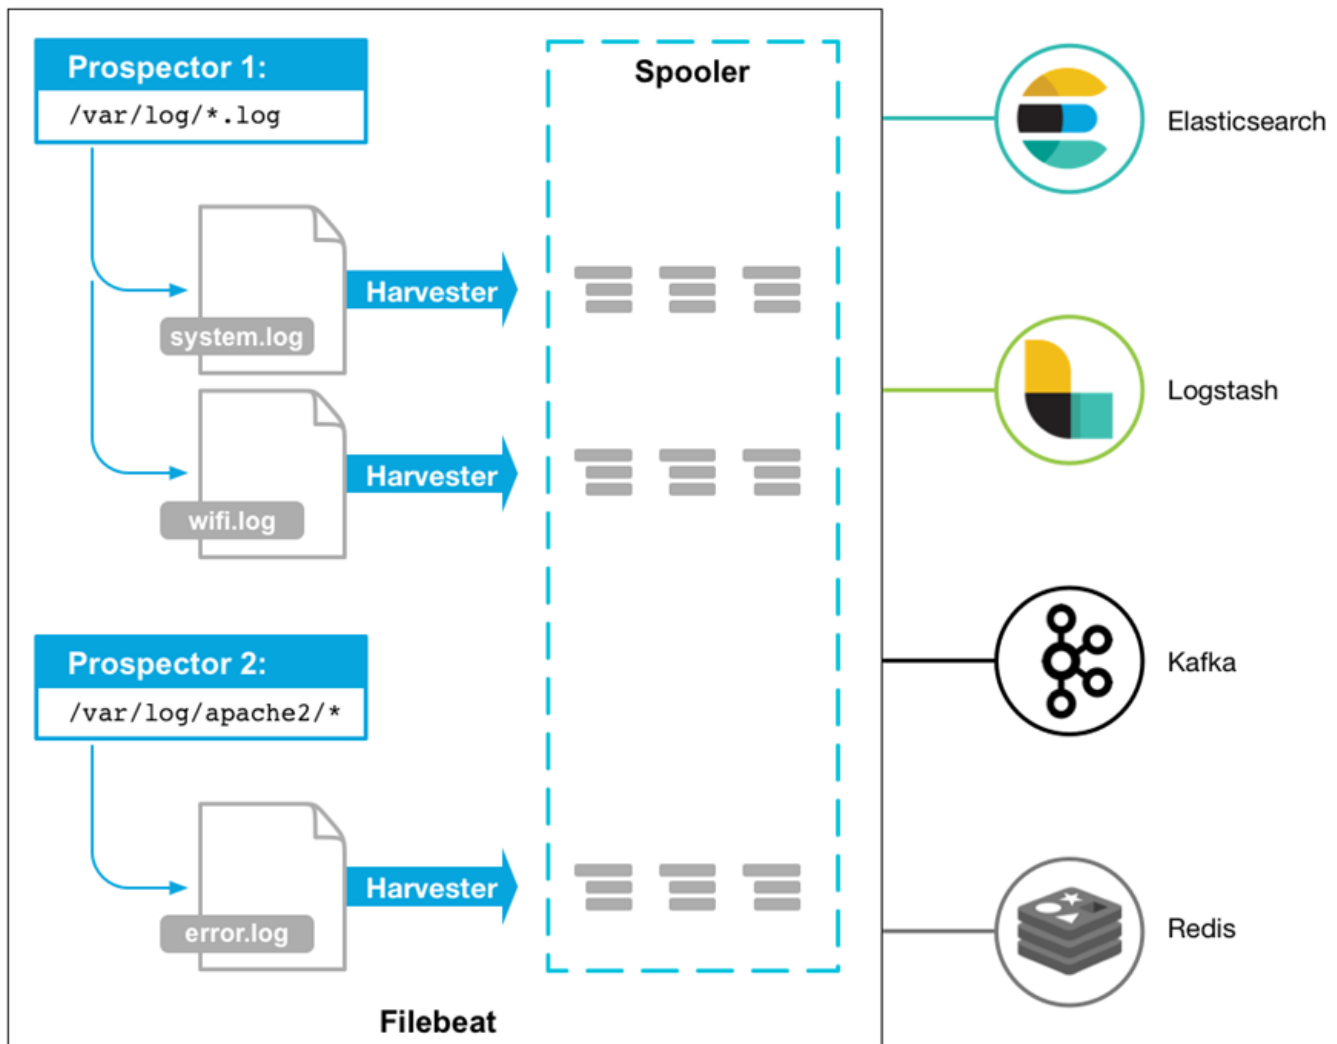 Prospector 1:
/var/log/*.log
Spooler
system.log
Harvester
wifi.log
Harvester
Prospector 2:
/var/log/apache2/*
error.log
Harvester
Filebeat
Elasticsearch
Logstash
Kafka
Redis